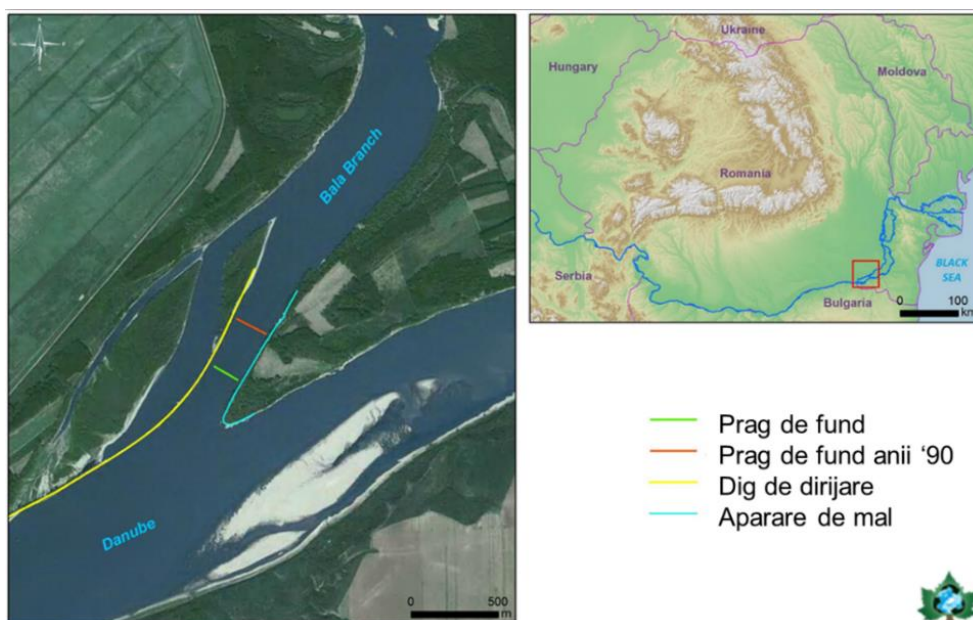 Bala Branch
Danube
0 500
m
Ukraine
Hungary
Moldova
Romania
Serbia
BLACK
SEA
Bulgaria
0 100
km
Prag de fund
Prag de fund anii ‘90
Dig de dirijare
Aparare de mal